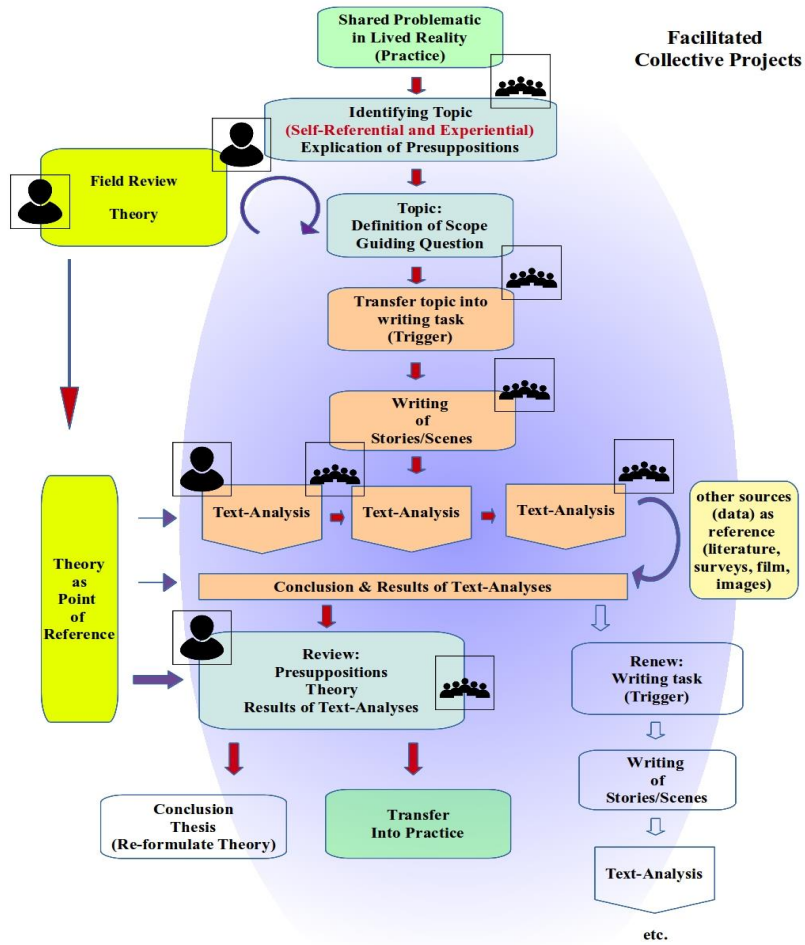 Shared Problematic
in Lived Reality
(Practice)
Facilitated
Collective Projects
Identifying Topic
(Self-Referential and Experiential)
Explication of Presuppositions
Field Review
Theory
Topic:
Definition of Scope
Guiding Question
Transfer topic into
writing task
(Trigger)
Writing
of
Stories/Scenes
Text-Analysis
Text-Analysis
Text-Analysis
other sources
(data) as
reference
(literature,
surveys, film,
images)
Theory
as
Point
of
Reference
Conclusion & Results of Text-Analyses
Review:
Presuppositions
Theory
Results of Text-Analyses
Renew:
Writing task
(Trigger)
Writing
of
Stories/Scenes
Conclusion
Thesis
(Re-formulate Theory)
Transfer
Into Practice
Text-Analysis
etc.